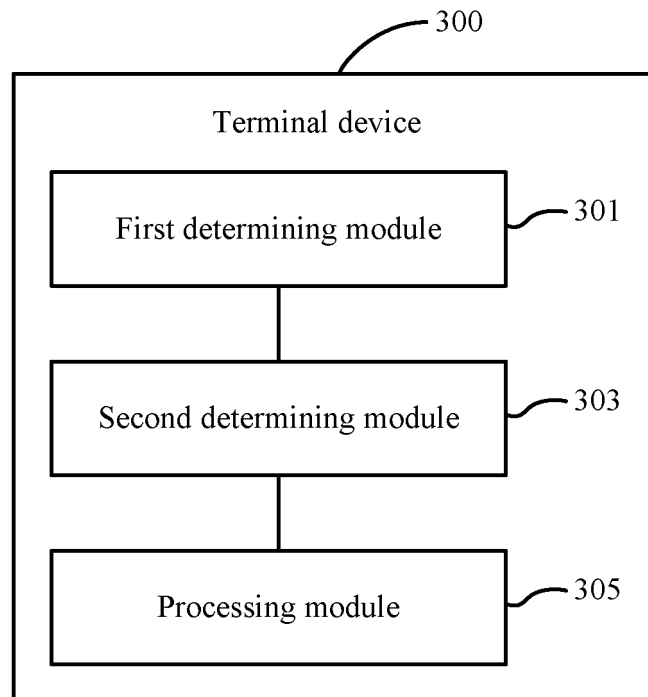 300
Terminal device
First determining module
301
Second determining module
303
Processing module
305